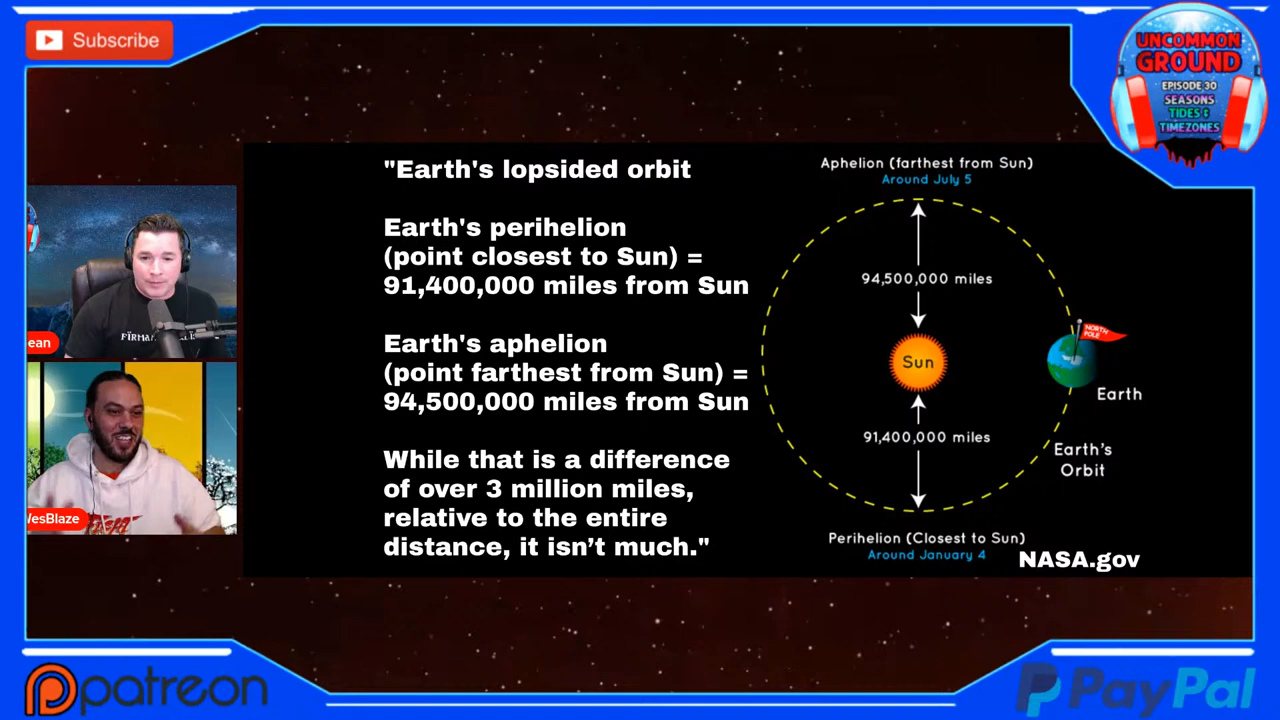 Subscribe
UNCOMMON
GROUND
EPISODE 30
SEASONS
TIDES &
TIMEZONES
"Earth's lopsided orbit
Earth's perihelion
(point closest to Sun) =
91,400,000 miles from Sun
Earth's aphelion
(point farthest from Sun) =
94,500,000 miles from Sun
While that is a difference
of over 3 million miles,
relative to the entire
distance, it isn’t much."
Aphelion (farthest from Sun)
Around July 5
94,500,000 miles
Sun
NORTH
POLE
Earth
91,400,000 miles
Earth's
Orbit
Perihelion (Closest to Sun)
Around January 4
NASA.gov
ean
WesBlaze
patreon
PayPal